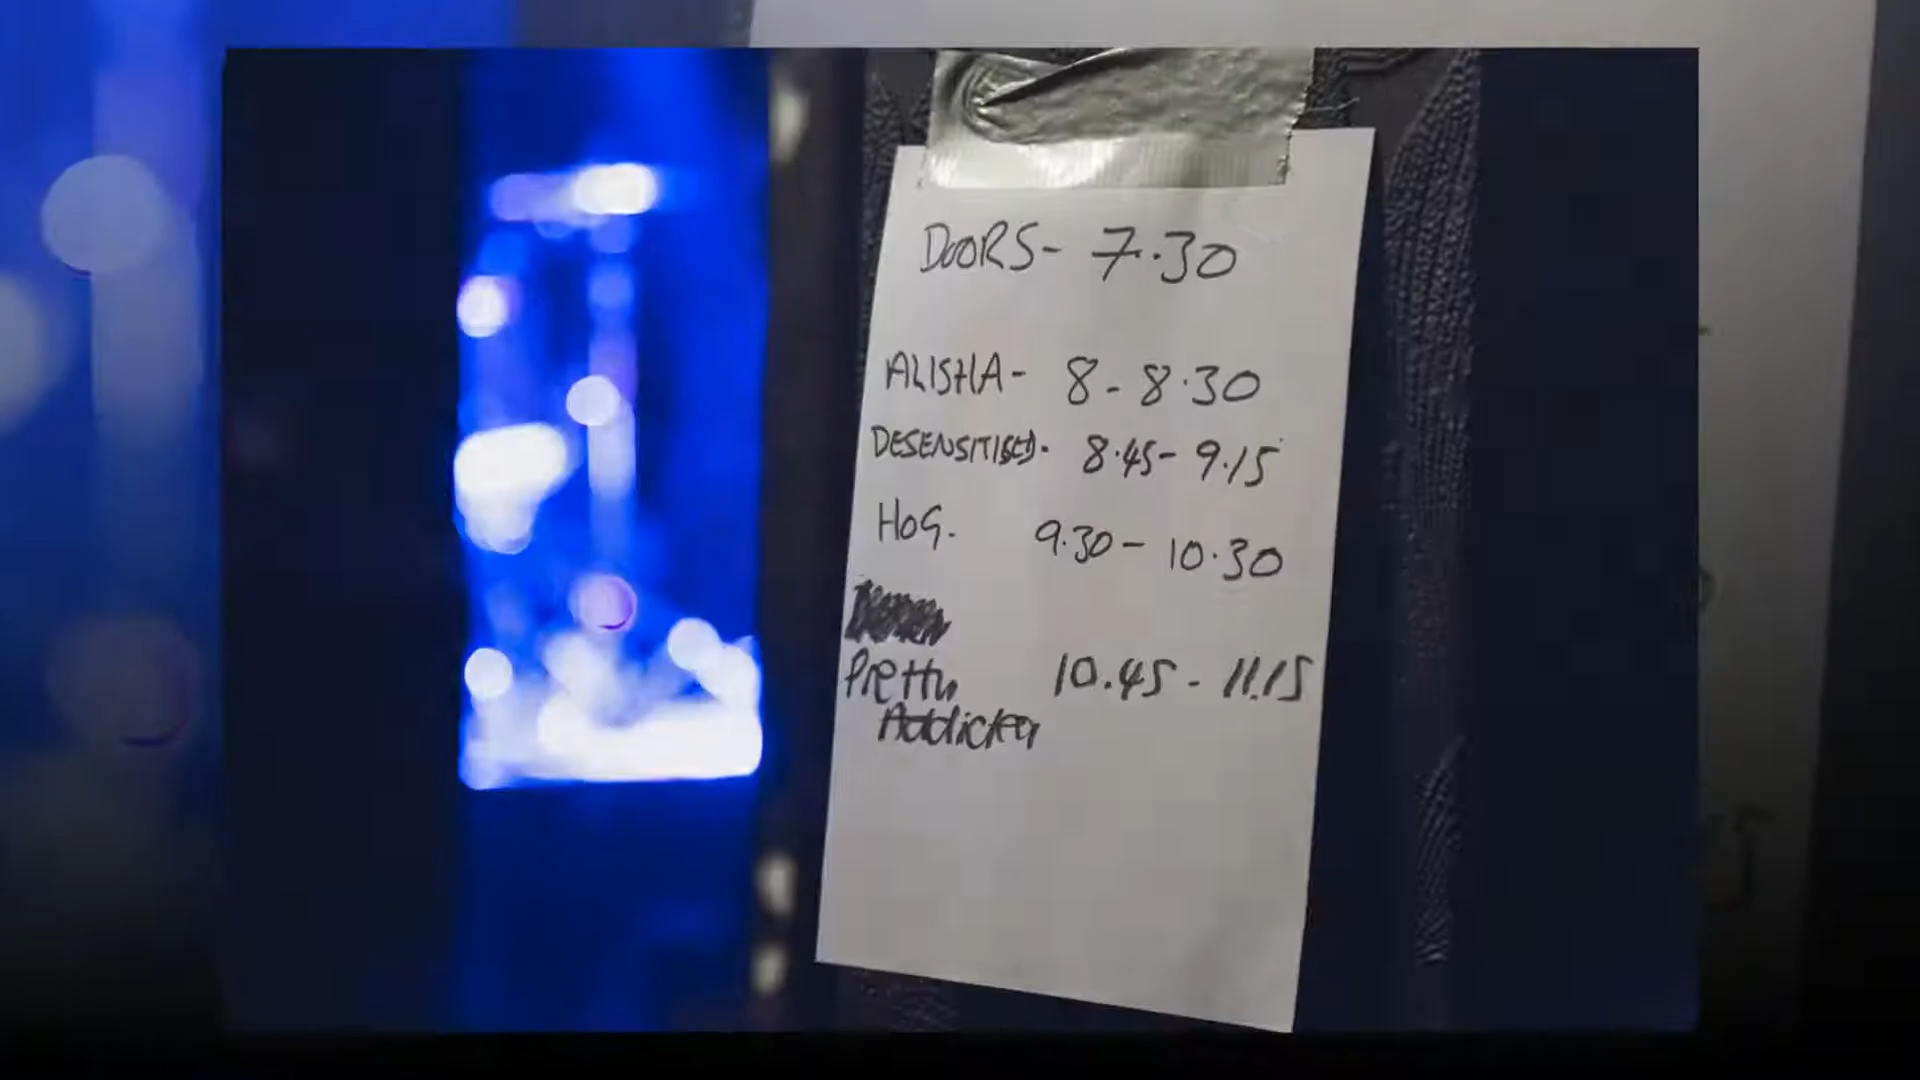 DOORS- 7.30
ALISHA- 8-8.30
DESENSITISED. 8.45-9.15
HOG. 9.30-10.30
Pretty 10.45-11.15
Addicted